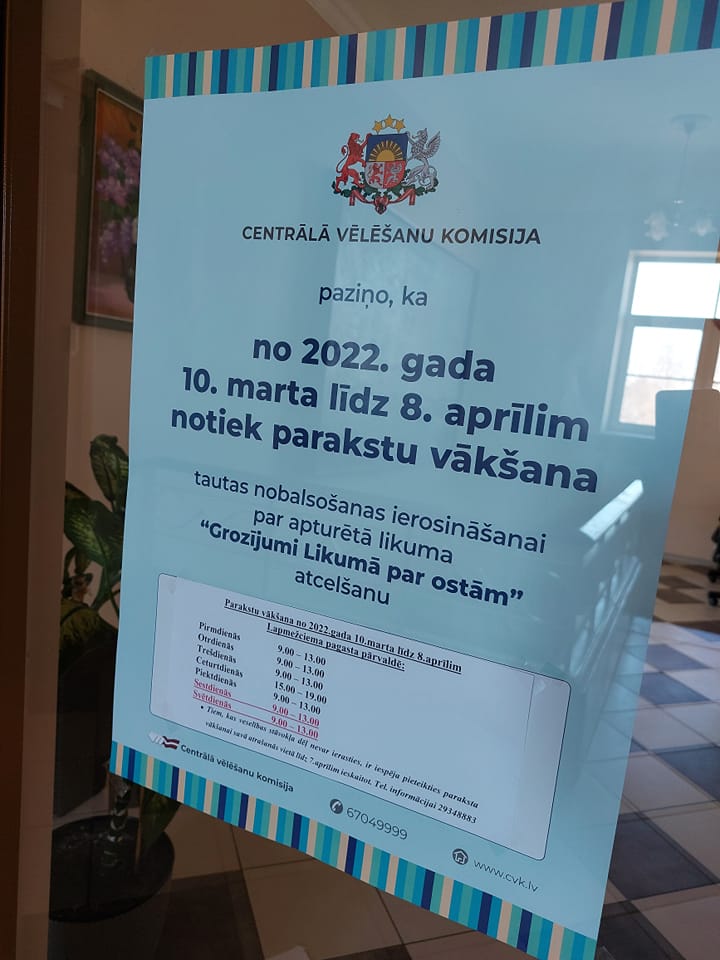 CENTRĀLĀ VĒLĒŠANU KOMISIJA
paziņo, ka
no 2022. gada
10. marta līdz 8. aprīlim
notiek parakstu vākšana
tautas nobalsošanas ierosināšanai
par apturētā likuma
“Grozījumi Likumā par ostām”
atcelšanu
Parakstu vākšana no 2022.gada 10.marta līdz 8.aprīlim
Lapmežciema pagasta pārvaldē:
Pirmdienās 9.00 – 13.00
Otrdienās 9.00 – 13.00
Trešdienās 9.00 – 13.00
Ceturtdienās 15.00 – 19.00
Piektdienās 9.00 – 13.00
Sestdienās 9.00 – 13.00
Svētdienās 9.00 – 13.00
• Tiem, kas veselības stāvokļa dēļ nevar ierasties, ir iespēja pieteikties paraksta
vākšanai savā atrašanās vietā līdz 7.aprīlim ieskaitot. Tel. informācijai 29348883
Centrālā vēlēšanu komisija
67049999
www.cvk.lv